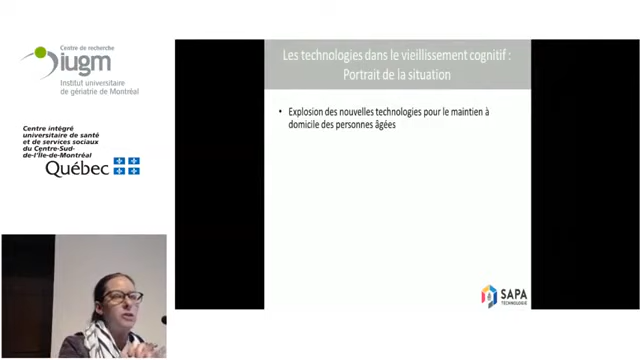 Centre de recherche
iugm
Institut universitaire
de gériatrie de Montréal
Centre intégré
universitaire de santé
et de services sociaux
du Centre-Sud-
de-l'Île-de-Montréal
Québec
Les technologies dans le vieillissement cognitif :
Portrait de la situation
• Explosion des nouvelles technologies pour le maintien à
domicile des personnes âgées
SAPA
TECHNOLOGIE